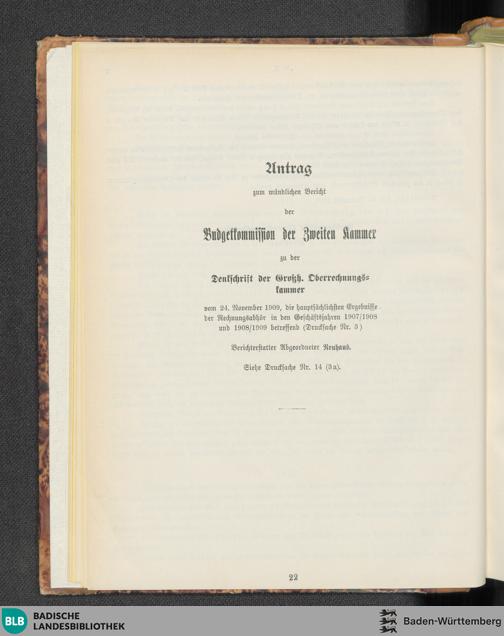 Antrag
zum mündlichen Bericht
der
Budgetkommission der Zweiten Kammer
zu der
Denkschrift der Großh. Oberrechnungs-
kammer
vom 24. November 1909, die hauptsächlichsten Ergebnisse
der Rechnungsabhör in den Geschäftsjahren 1907/1908
und 1908/1909 betreffend (Drucksache Nr. 3)
Berichterstatter Abgeordneter Neuhaus.
Siehe Drucksache Nr. 14 (3a).
22
BLB
BADISCHE
LANDESBIBLIOTHEK
Baden-Württemberg